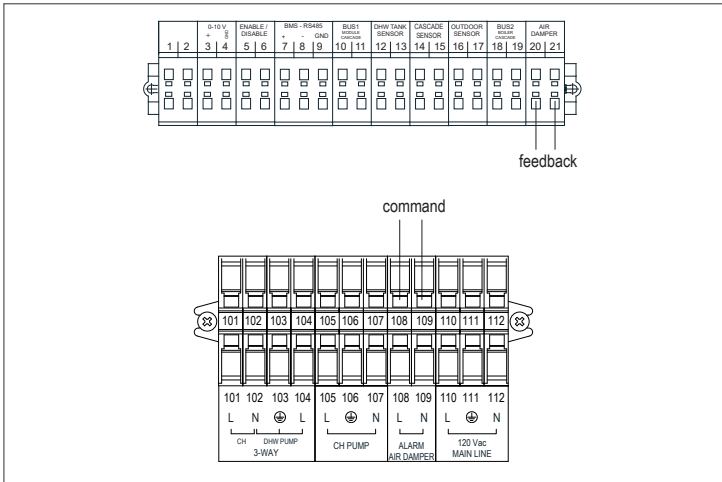 0-10 V ENABLE / DISABLE BMS - RS485 BUS1 MODULE CASCADE DHW TANK SENSOR CASCADE SENSOR OUTDOOR SENSOR BUS2 BOILER CASCADE AIR DAMPER
+ GND + - GND
1 2 3 4 5 6 7 8 9 10 11 12 13 14 15 16 17 18 19 20 21
feedback
command
101 102 103 104 105 106 107 108 109 110 111 112
101 102 103 104 105 106 107 108 109 110 111 112
L N L L N L N L N
CH DHW PUMP
3-WAY
CH PUMP
ALARM
AIR DAMPER
120 Vac
MAIN LINE